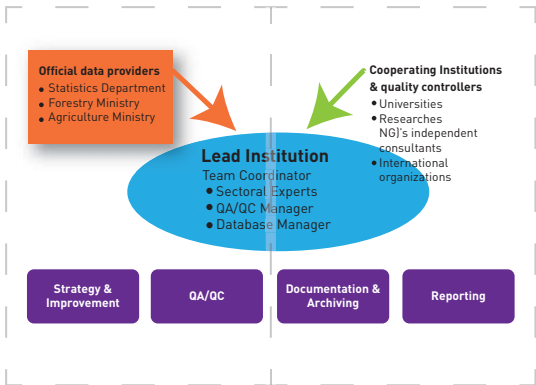 Official data providers
• Statistics Department
• Forestry Ministry
• Agriculture Ministry
Cooperating Institutions
& quality controllers
• Universities
• Researches
NG)'s independent
consultants
• International
organizations
Lead Institution
Team Coordinator
• Sectoral Experts
• QA/QC Manager
• Database Manager
Strategy &
Improvement
QA/QC
Documentation &
Archiving
Reporting